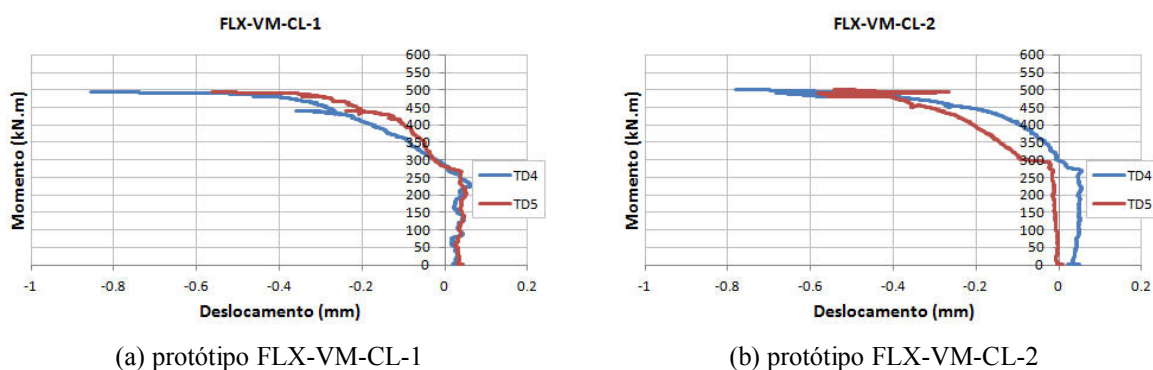 FLX-VM-CL-1
Momento (kN.m)
600
550
500
450
400
350
300
250
200
150
100
50
0
TD4
TD5
-1 -0.8 -0.6 -0.4 -0.2 0 0.2
Deslocamento (mm)
(a) protótipo FLX-VM-CL-1
FLX-VM-CL-2
Momento (kN.m)
600
550
500
450
400
350
300
250
200
150
100
50
0
TD4
TD5
-1 -0.8 -0.6 -0.4 -0.2 0 0.2
Deslocamento (mm)
(b) protótipo FLX-VM-CL-2